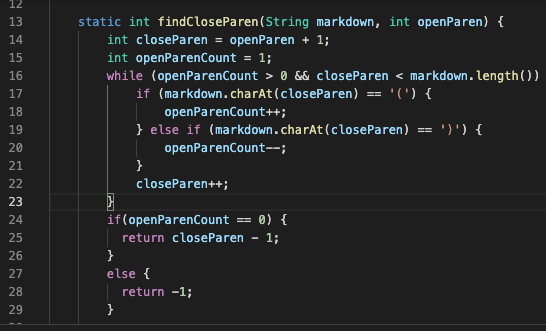 12
13 static int findCloseParen(String markdown, int openParen) {
14 int closeParen = openParen + 1;
15 int openParenCount = 1;
16 while (openParenCount > 0 && closeParen < markdown.length())
17 if (markdown.charAt(closeParen) == '(') {
18 openParenCount++;
19 } else if (markdown.charAt(closeParen) == ')') {
20 openParenCount--;
21 }
22 closeParen++;
23 }
24 if(openParenCount == 0) {
25 return closeParen - 1;
26 }
27 else {
28 return -1;
29 }